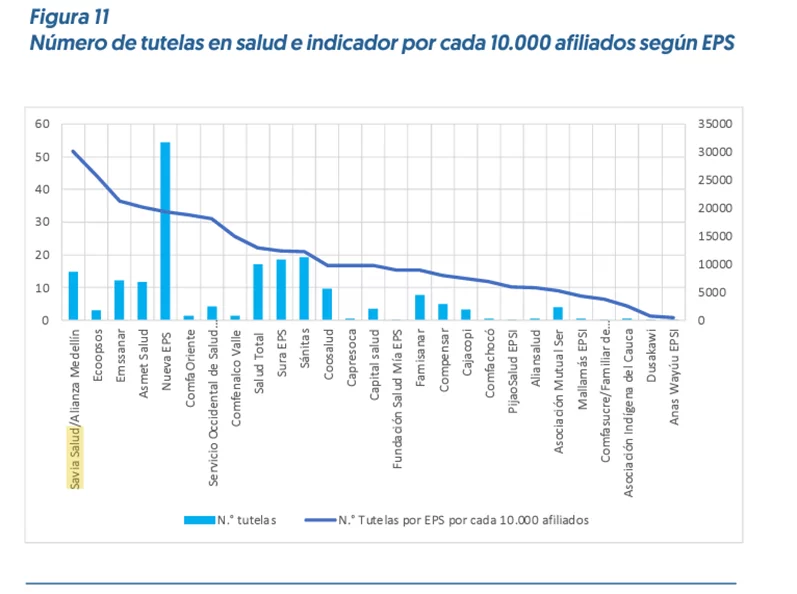 Figura 11
Número de tutelas en salud e indicador por cada 10.000 afiliados según EPS
60
50
40
30
20
10
0
35000
30000
25000
20000
15000
10000
5000
0
Savia Salud/Alianza Medellín
Ecoopsos
Emssanar
Asmet Salud
Nueva EPS
ComfaOriente
Servicio Occidental de Salud…
Comfenalco Valle
Salud Total
Sura EPS
Sánitas
Coosalud
Capresoca
Capital salud
Fundación Salud Mía EPS
Famisanar
Compensar
Cajacopi
Comfachocó
PijaoSalud EPSI
Aliansalud
Asociación Mutual Ser
Mallamás EPSI
Comfasucre/Familiar de…
Asociación Indígena del Cauca
Dusakawi
Anas Wayúu EPSI
N.° tutelas
N.° Tutelas por EPS por cada 10.000 afiliados